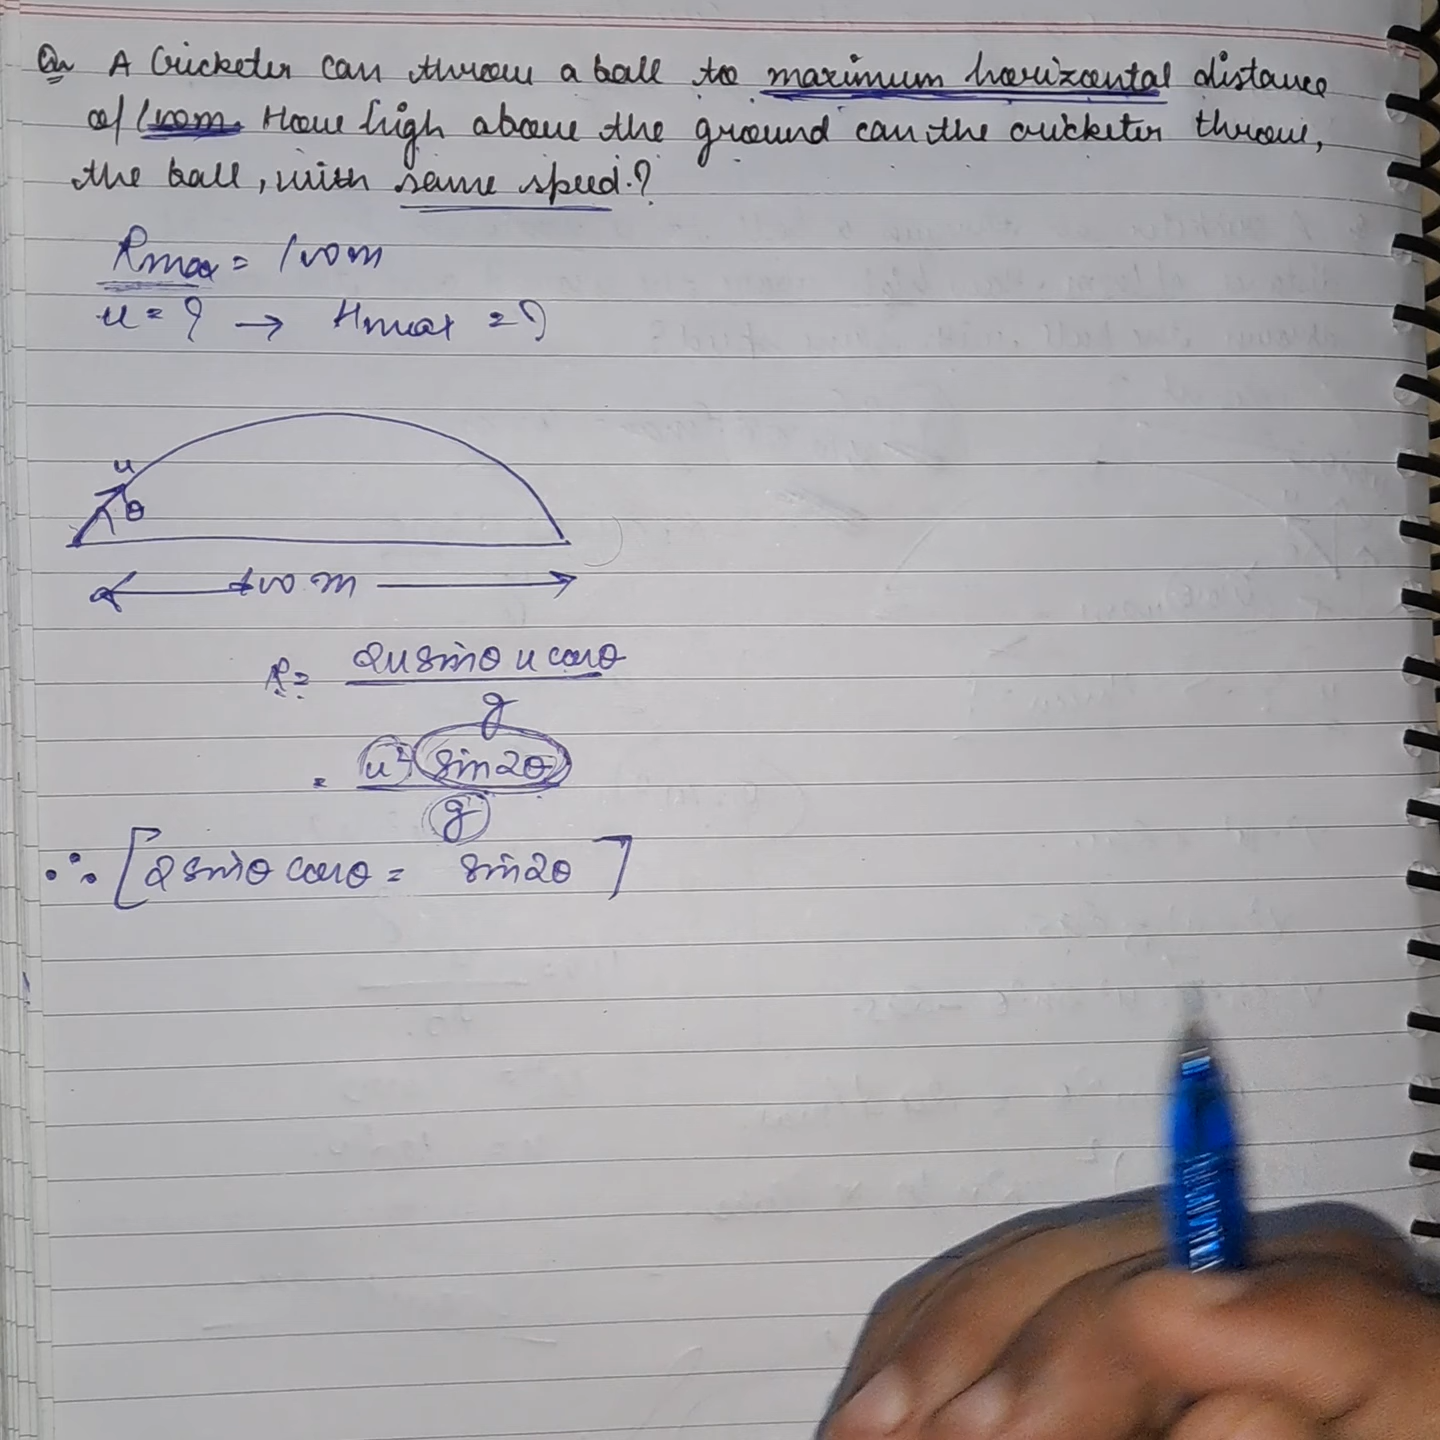 Qn A Cricketer can throw a ball to maximum horizontal distance
of 100m. How high above the ground can the cricketer throw,
the ball, with same speed.?
Rmax = 100m
u = ? → Hmax = ?
u
θ
100 m
R = 2u sinθ u cosθ
g
= u² sin2θ
g
∴ [2 sinθ cosθ = sin2θ]